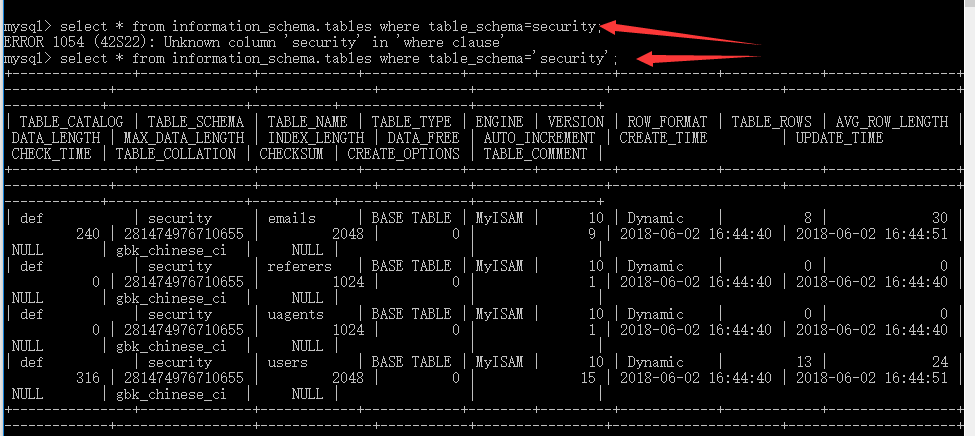 mysql> select * from information_schema.tables where table_schema=security;
ERROR 1054 (42S22): Unknown column 'security' in 'where clause'
mysql> select * from information_schema.tables where table_schema='security';
| TABLE_CATALOG | TABLE_SCHEMA | TABLE_NAME | TABLE_TYPE | ENGINE | VERSION | ROW_FORMAT | TABLE_ROWS | AVG_ROW_LENGTH |
DATA_LENGTH | MAX_DATA_LENGTH | INDEX_LENGTH | DATA_FREE | AUTO_INCREMENT | CREATE_TIME | UPDATE_TIME |
CHECK_TIME | TABLE_COLLATION | CHECKSUM | CREATE_OPTIONS | TABLE_COMMENT |
| def | security | emails | BASE TABLE | MyISAM | 10 | Dynamic | 8 | 30 |
240 | 281474976710655 | 2048 | 0 | 9 | 2018-06-02 16:44:40 | 2018-06-02 16:44:51 |
NULL | gbk_chinese_ci | NULL | | |
| def | security | referers | BASE TABLE | MyISAM | 10 | Dynamic | 0 | 0 |
0 | 281474976710655 | 1024 | 0 | 1 | 2018-06-02 16:44:40 | 2018-06-02 16:44:40 |
NULL | gbk_chinese_ci | NULL | | |
| def | security | uagents | BASE TABLE | MyISAM | 10 | Dynamic | 0 | 0 |
0 | 281474976710655 | 1024 | 0 | 1 | 2018-06-02 16:44:40 | 2018-06-02 16:44:40 |
NULL | gbk_chinese_ci | NULL | | |
| def | security | users | BASE TABLE | MyISAM | 10 | Dynamic | 13 | 24 |
316 | 281474976710655 | 2048 | 0 | 15 | 2018-06-02 16:44:40 | 2018-06-02 16:44:51 |
NULL | gbk_chinese_ci | NULL | | |